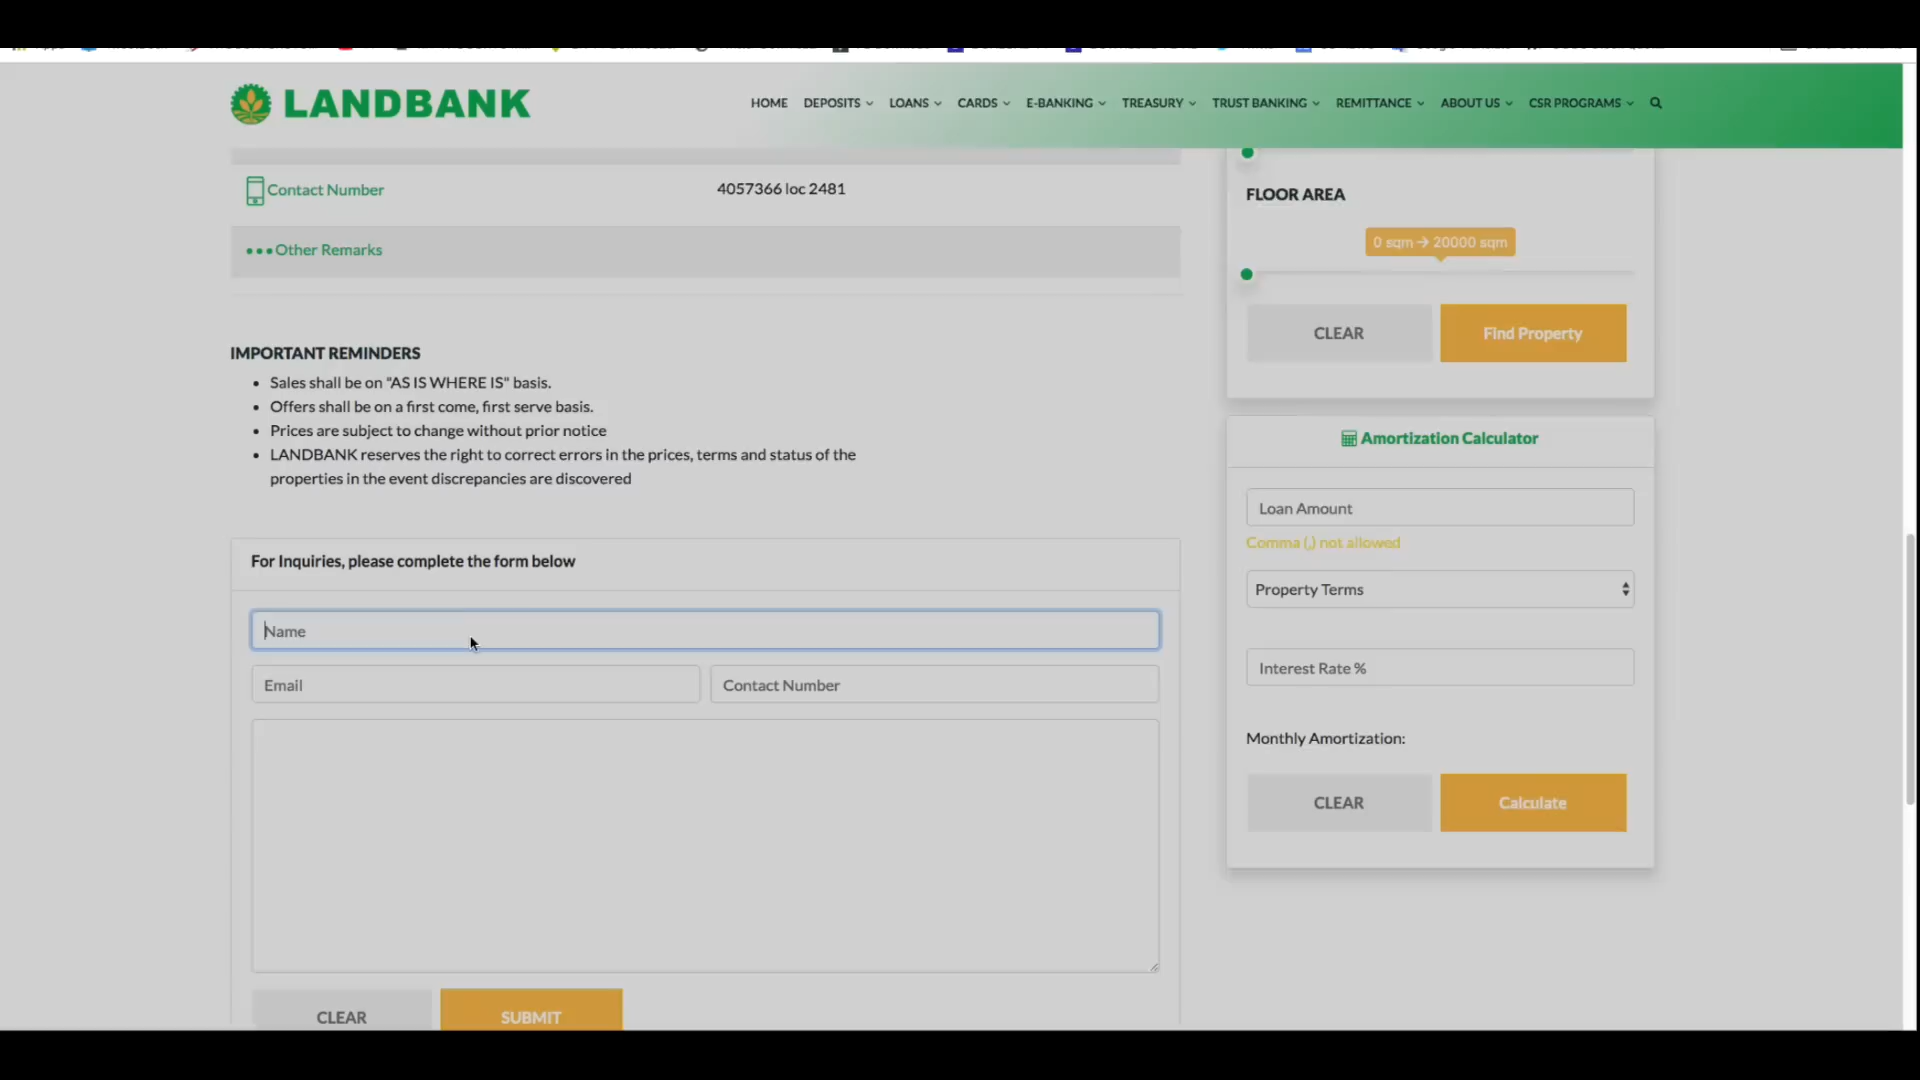 LANDBANK
HOME DEPOSITS LOANS CARDS E-BANKING TREASURY TRUST BANKING REMITTANCE ABOUT US CSR PROGRAMS
Contact Number 4057366 loc 2481
Other Remarks
IMPORTANT REMINDERS
Sales shall be on "AS IS WHERE IS" basis.
Offers shall be on a first come, first serve basis.
Prices are subject to change without prior notice
LANDBANK reserves the right to correct errors in the prices, terms and status of the
properties in the event discrepancies are discovered
For Inquiries, please complete the form below
Name
Email Contact Number
CLEAR SUBMIT
FLOOR AREA
0 sqm → 20000 sqm
CLEAR Find Property
Amortization Calculator
Loan Amount
Comma (,) not allowed
Property Terms
Interest Rate %
Monthly Amortization:
CLEAR Calculate